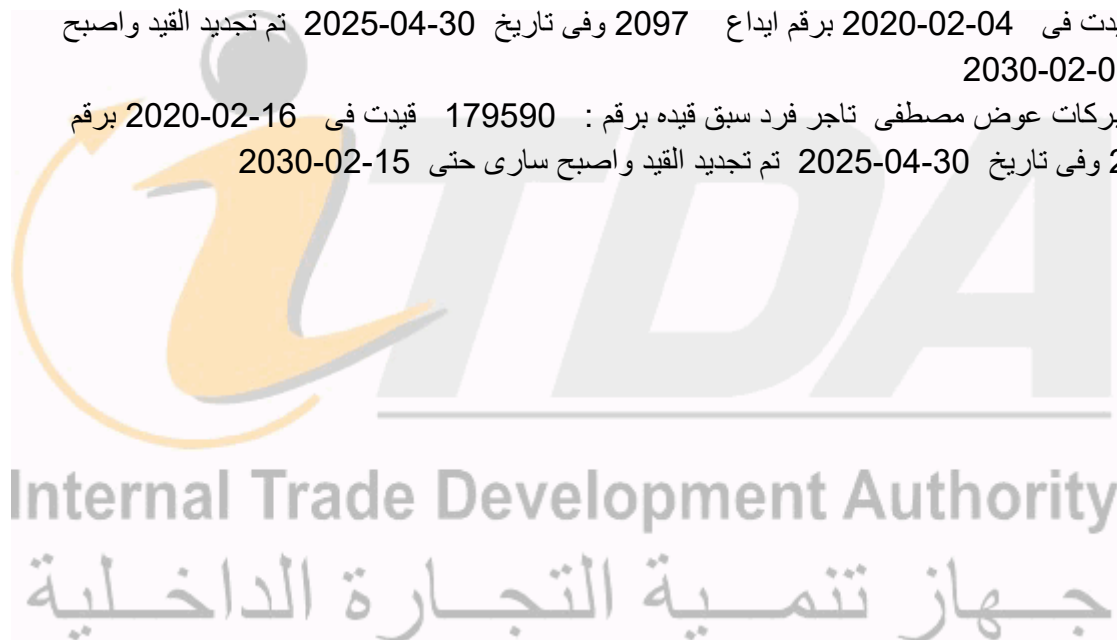 قيدت فى 2020-02-04 برقم ايداع 2097 وفى تاريخ 2025-04-30 تم تجديد القيد واصبح
2030-02-0
بركات عوض مصطفى تاجر فرد سبق قيده برقم : 179590 قيدت فى 2020-02-16 برقم
2 وفى تاريخ 2025-04-30 تم تجديد القيد واصبح سارى حتى 2030-02-15
iTDA
Internal Trade Development Authority
جهاز تنمية التجارة الداخلية